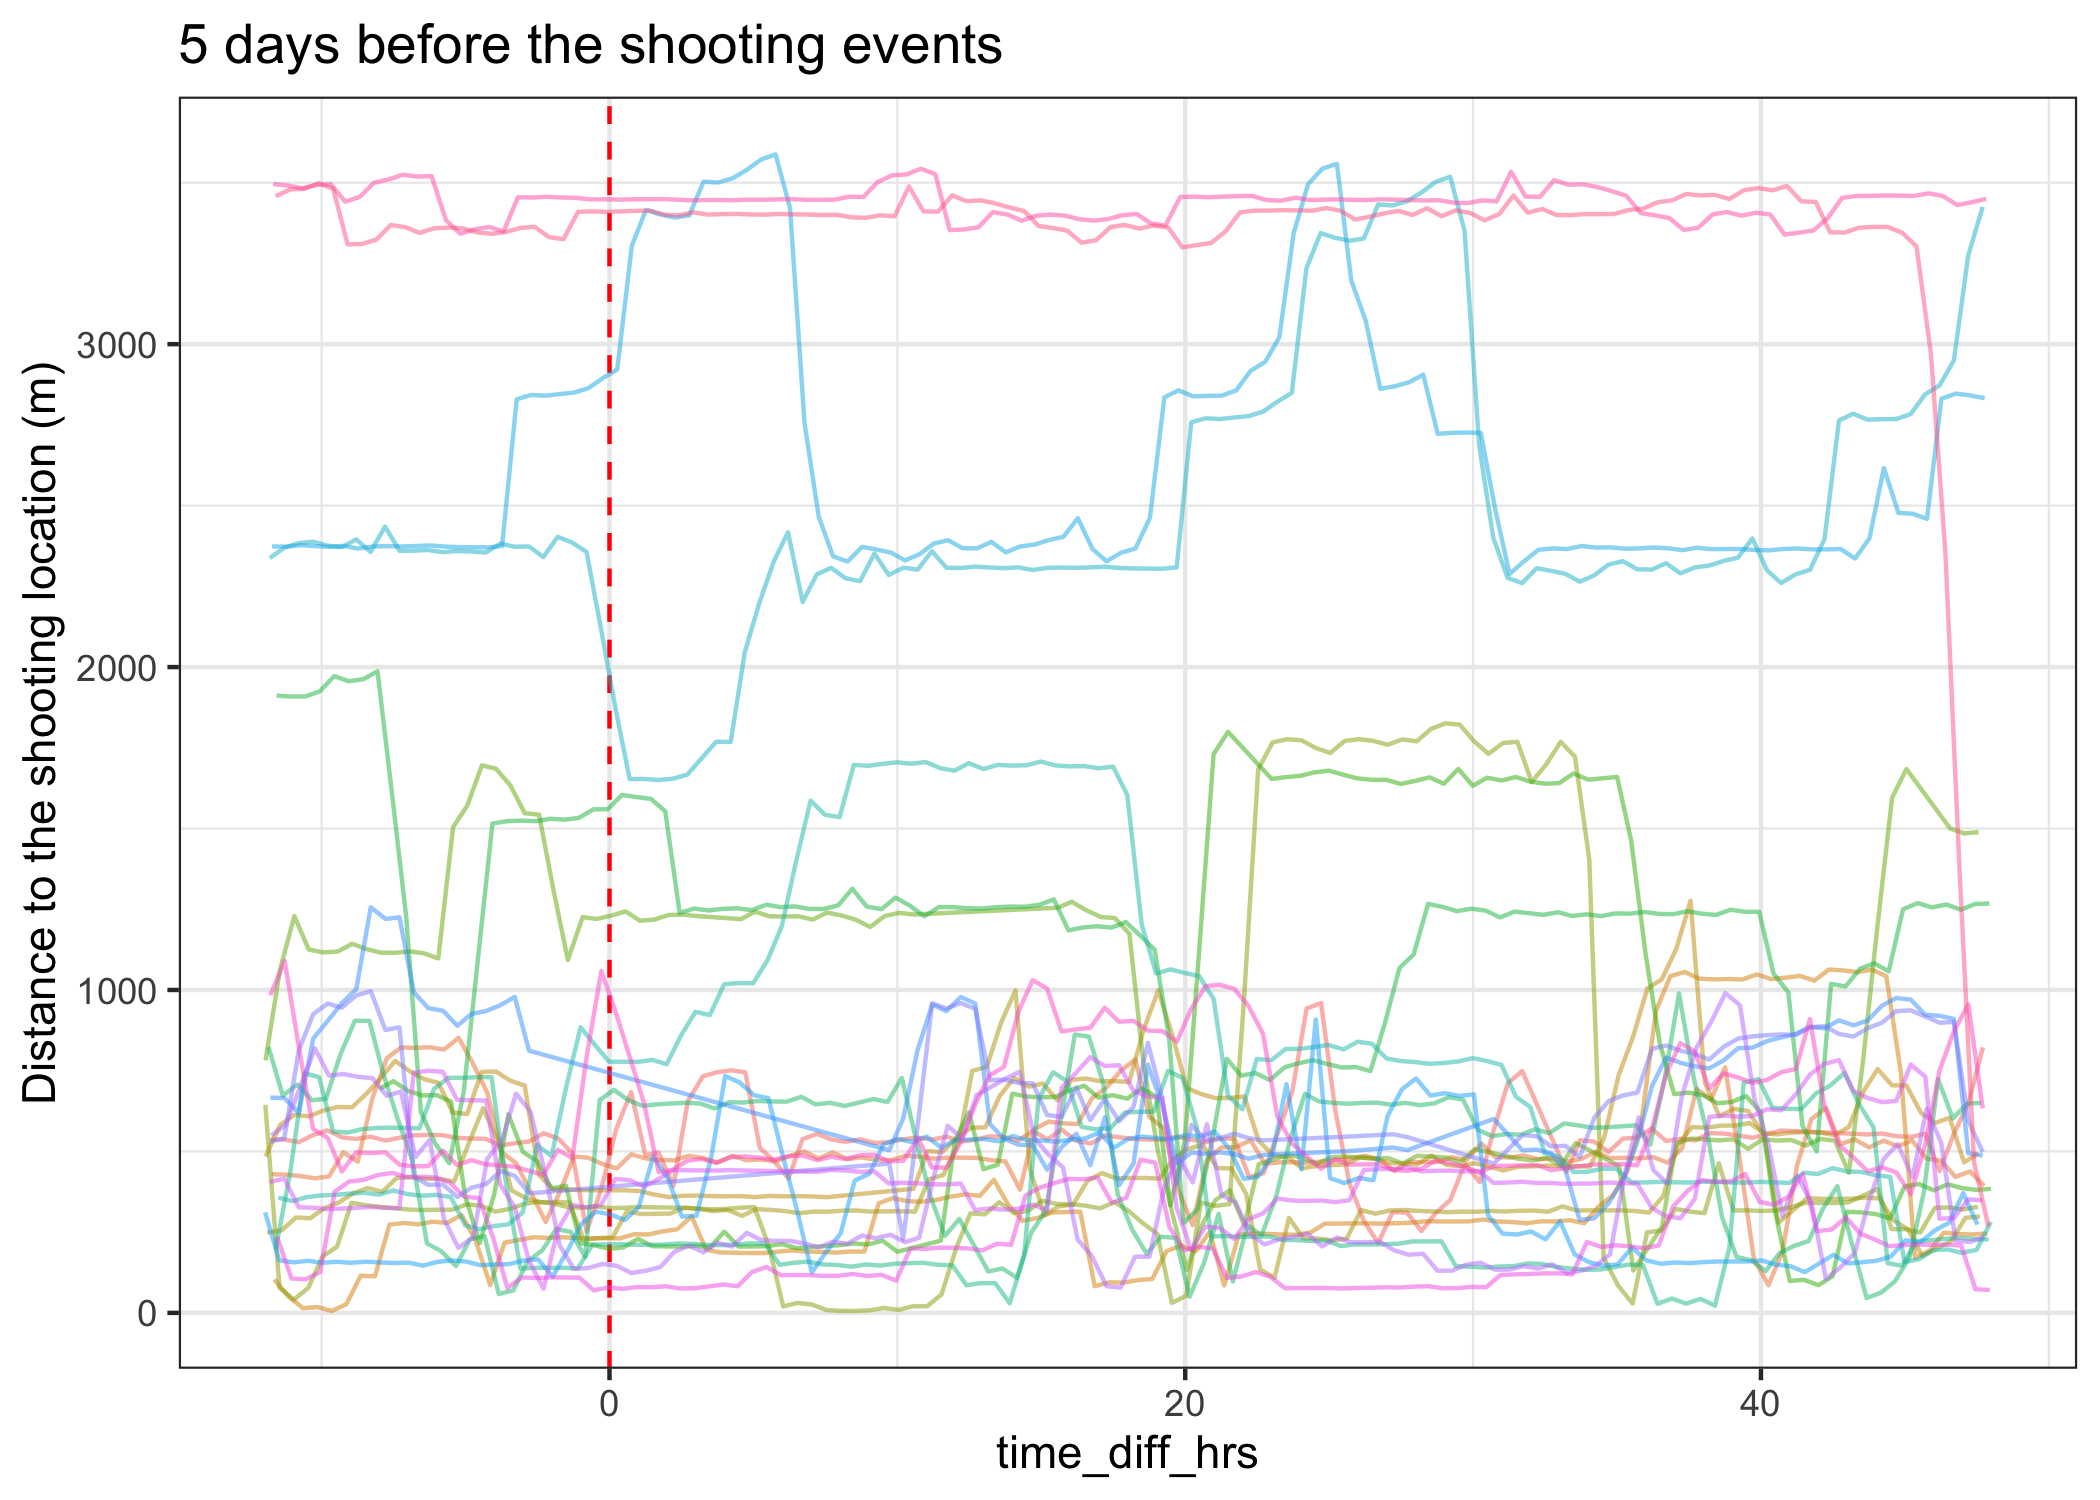 5 days before the shooting events
Distance to the shooting location (m)
3000
2000
1000
0
0
20
40
time_diff_hrs